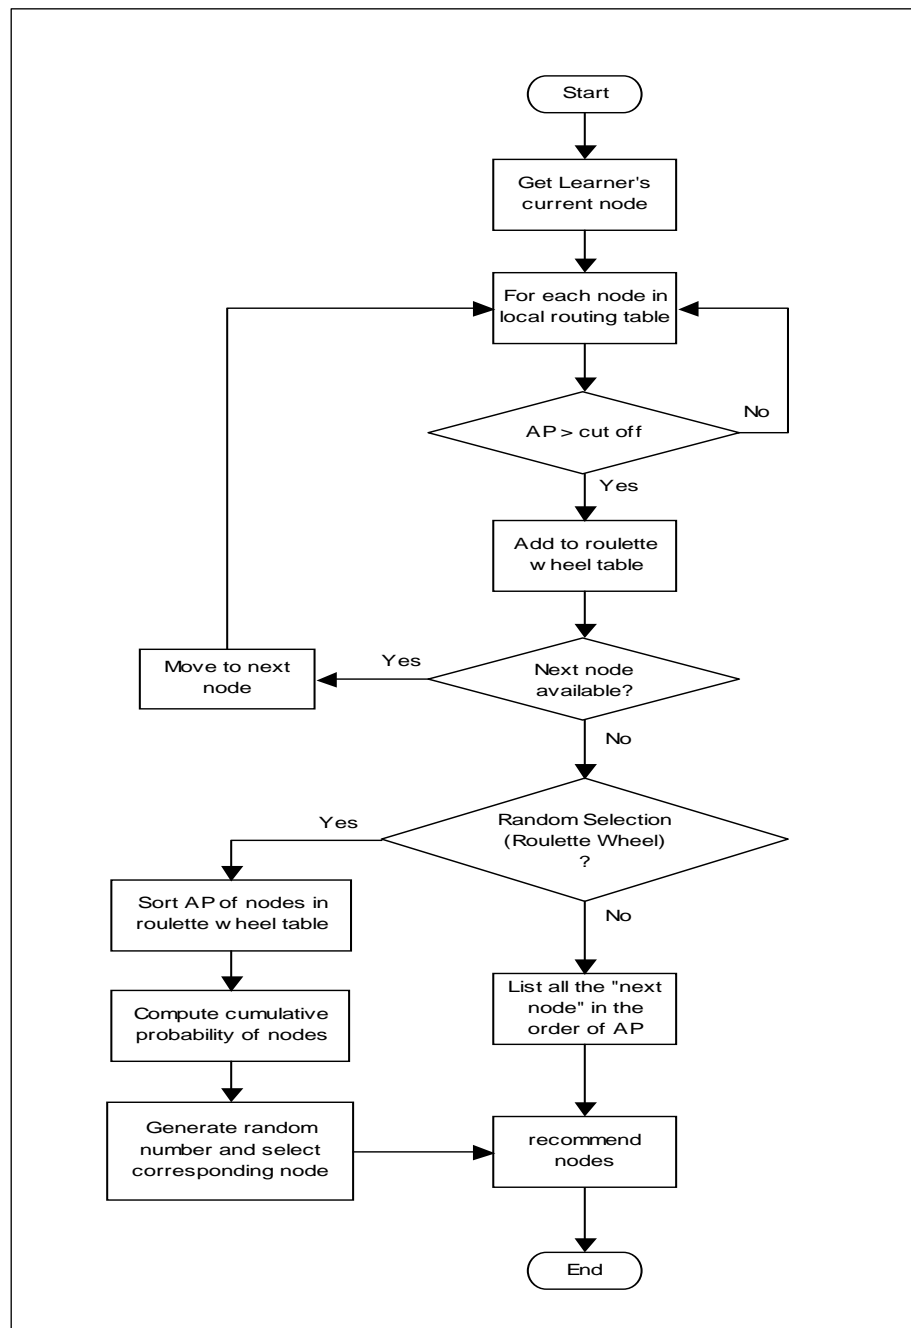 Start
Get Learner's
current node
For each node in
local routing table
No
AP > cut off
Yes
Add to roulette
wheel table
Yes
Move to next
node
Next node
available?
No
Random Selection
(Roulette Wheel)
?
Yes
Sort AP of nodes in
roulette wheel table
No
List all the "next
node" in the
order of AP
Compute cumulative
probability of nodes
Generate random
number and select
corresponding node
recommend
nodes
End